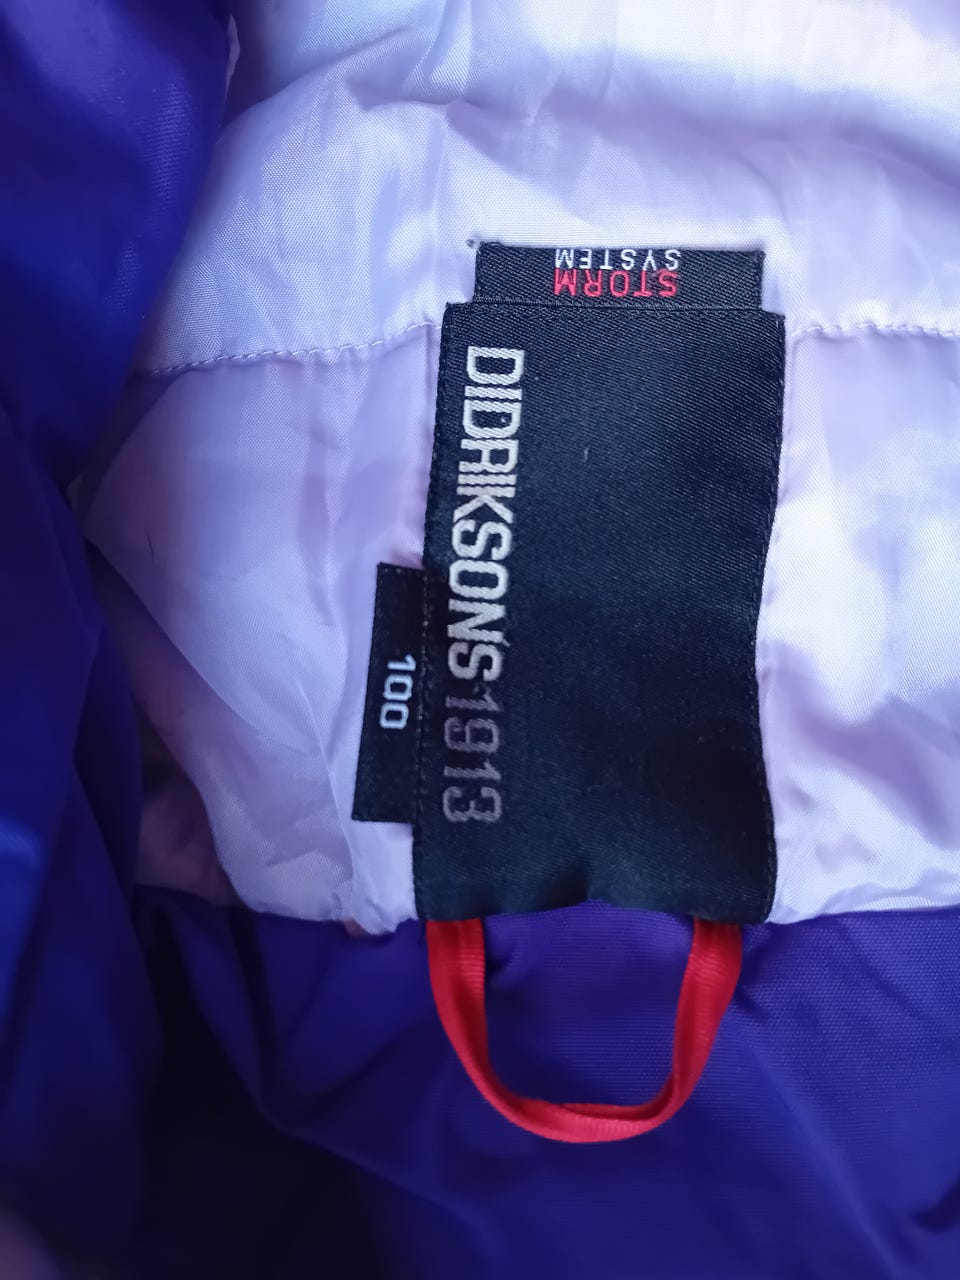 STORM
SYSTEM
DIDRIKSONS1913
100